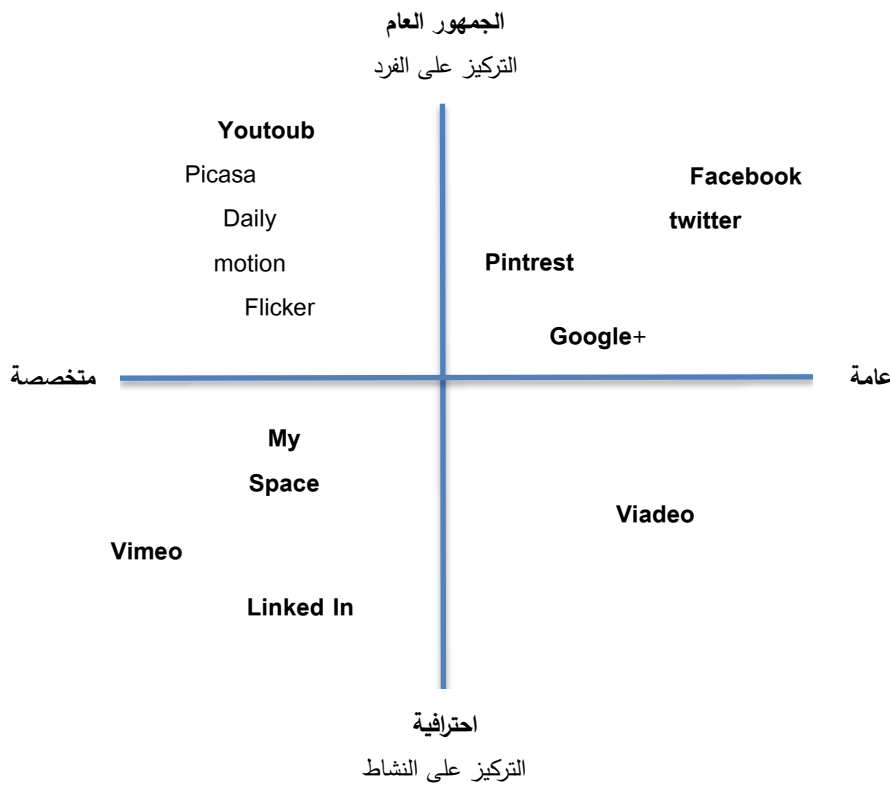 الجمهور العام
التركيز على الفرد
Youtoub
Picasa
Facebook
Daily
twitter
motion
Pintrest
Flicker
Google+
متخصصة
عامة
My
Space
Viadeo
Vimeo
Linked In
احترافية
التركيز على النشاط